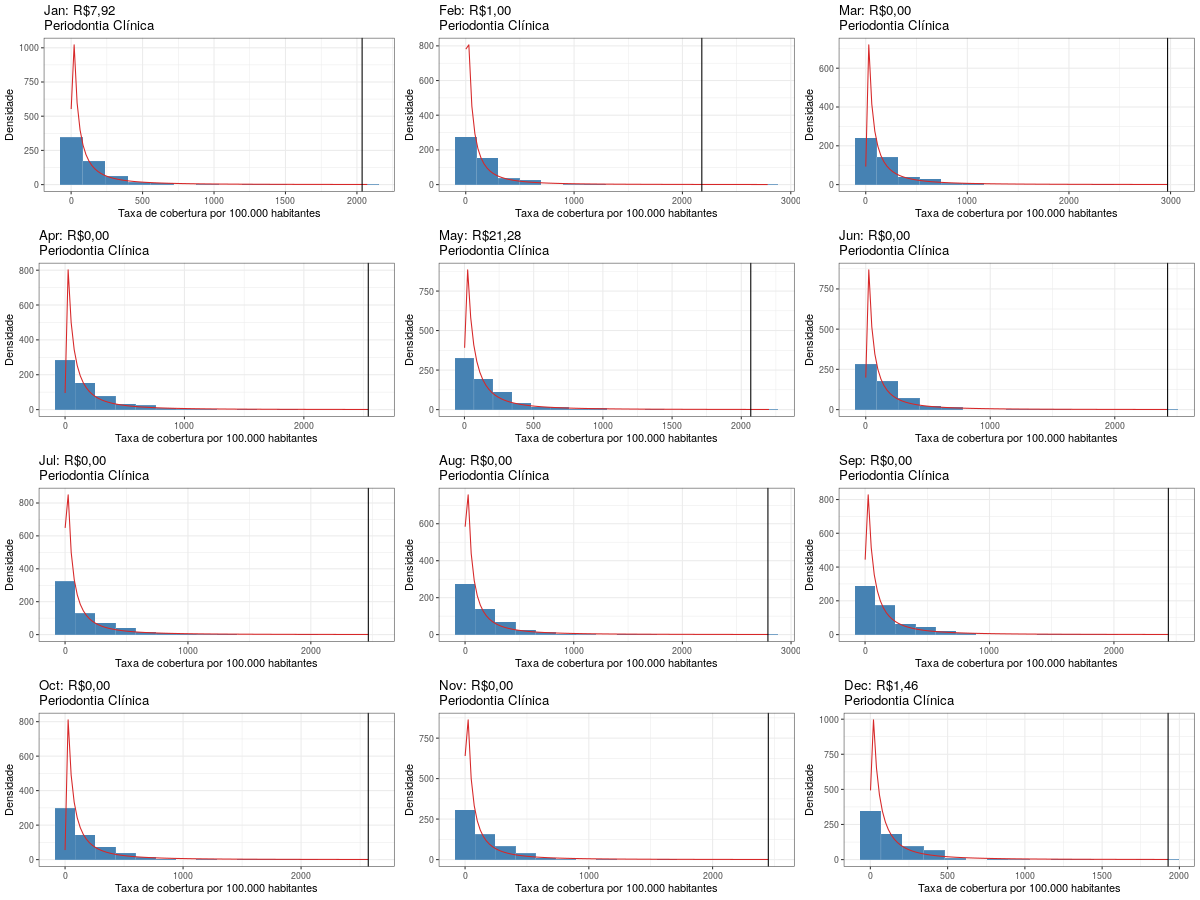 Jan: R$7,92
Periodontia Clínica
Densidade
1000
750
500
250
0
0 500 1000 1500 2000
Taxa de cobertura por 100.000 habitantes
Feb: R$1,00
Periodontia Clínica
Densidade
800
600
400
200
0
0 1000 2000 3000
Taxa de cobertura por 100.000 habitantes
Mar: R$0,00
Periodontia Clínica
Densidade
600
400
200
0
0 1000 2000 3000
Taxa de cobertura por 100.000 habitantes
Apr: R$0,00
Periodontia Clínica
Densidade
800
600
400
200
0
0 1000 2000
Taxa de cobertura por 100.000 habitantes
May: R$21,28
Periodontia Clínica
Densidade
750
500
250
0
0 500 1000 1500 2000
Taxa de cobertura por 100.000 habitantes
Jun: R$0,00
Periodontia Clínica
Densidade
750
500
250
0
0 1000 2000
Taxa de cobertura por 100.000 habitantes
Jul: R$0,00
Periodontia Clínica
Densidade
800
600
400
200
0
0 1000 2000
Taxa de cobertura por 100.000 habitantes
Aug: R$0,00
Periodontia Clínica
Densidade
600
400
200
0
0 1000 2000 3000
Taxa de cobertura por 100.000 habitantes
Sep: R$0,00
Periodontia Clínica
Densidade
800
600
400
200
0
0 1000 2000
Taxa de cobertura por 100.000 habitantes
Oct: R$0,00
Periodontia Clínica
Densidade
800
600
400
200
0
0 1000 2000
Taxa de cobertura por 100.000 habitantes
Nov: R$0,00
Periodontia Clínica
Densidade
750
500
250
0
0 1000 2000
Taxa de cobertura por 100.000 habitantes
Dec: R$1,46
Periodontia Clínica
Densidade
1000
750
500
250
0
0 500 1000 1500 2000
Taxa de cobertura por 100.000 habitantes